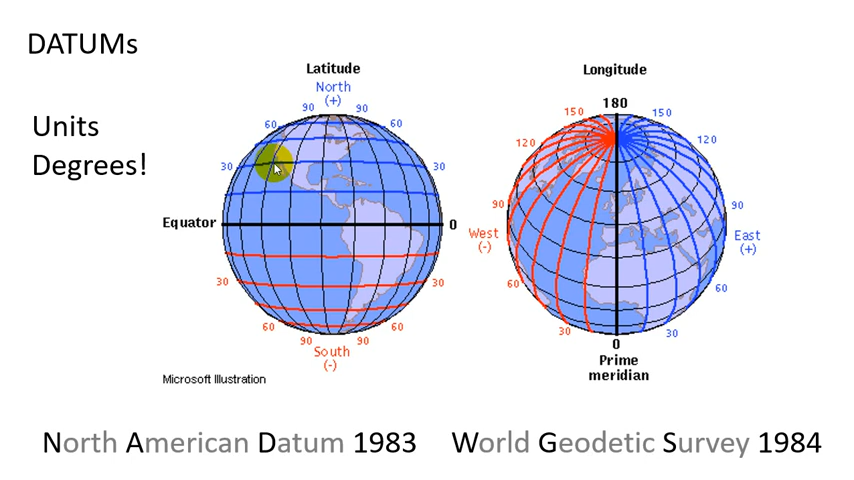 DATUMs
Units
Degrees!
Latitude
North
(+)
90 90
60 60
30 30
Equator 0
30 30
60 60
90 90
South
(-)
Microsoft Illustration
Longitude
180
150 150
120 120
90 90
West
(-)
East
(+)
60 60
30 30
0
Prime
meridian
North American Datum 1983 World Geodetic Survey 1984